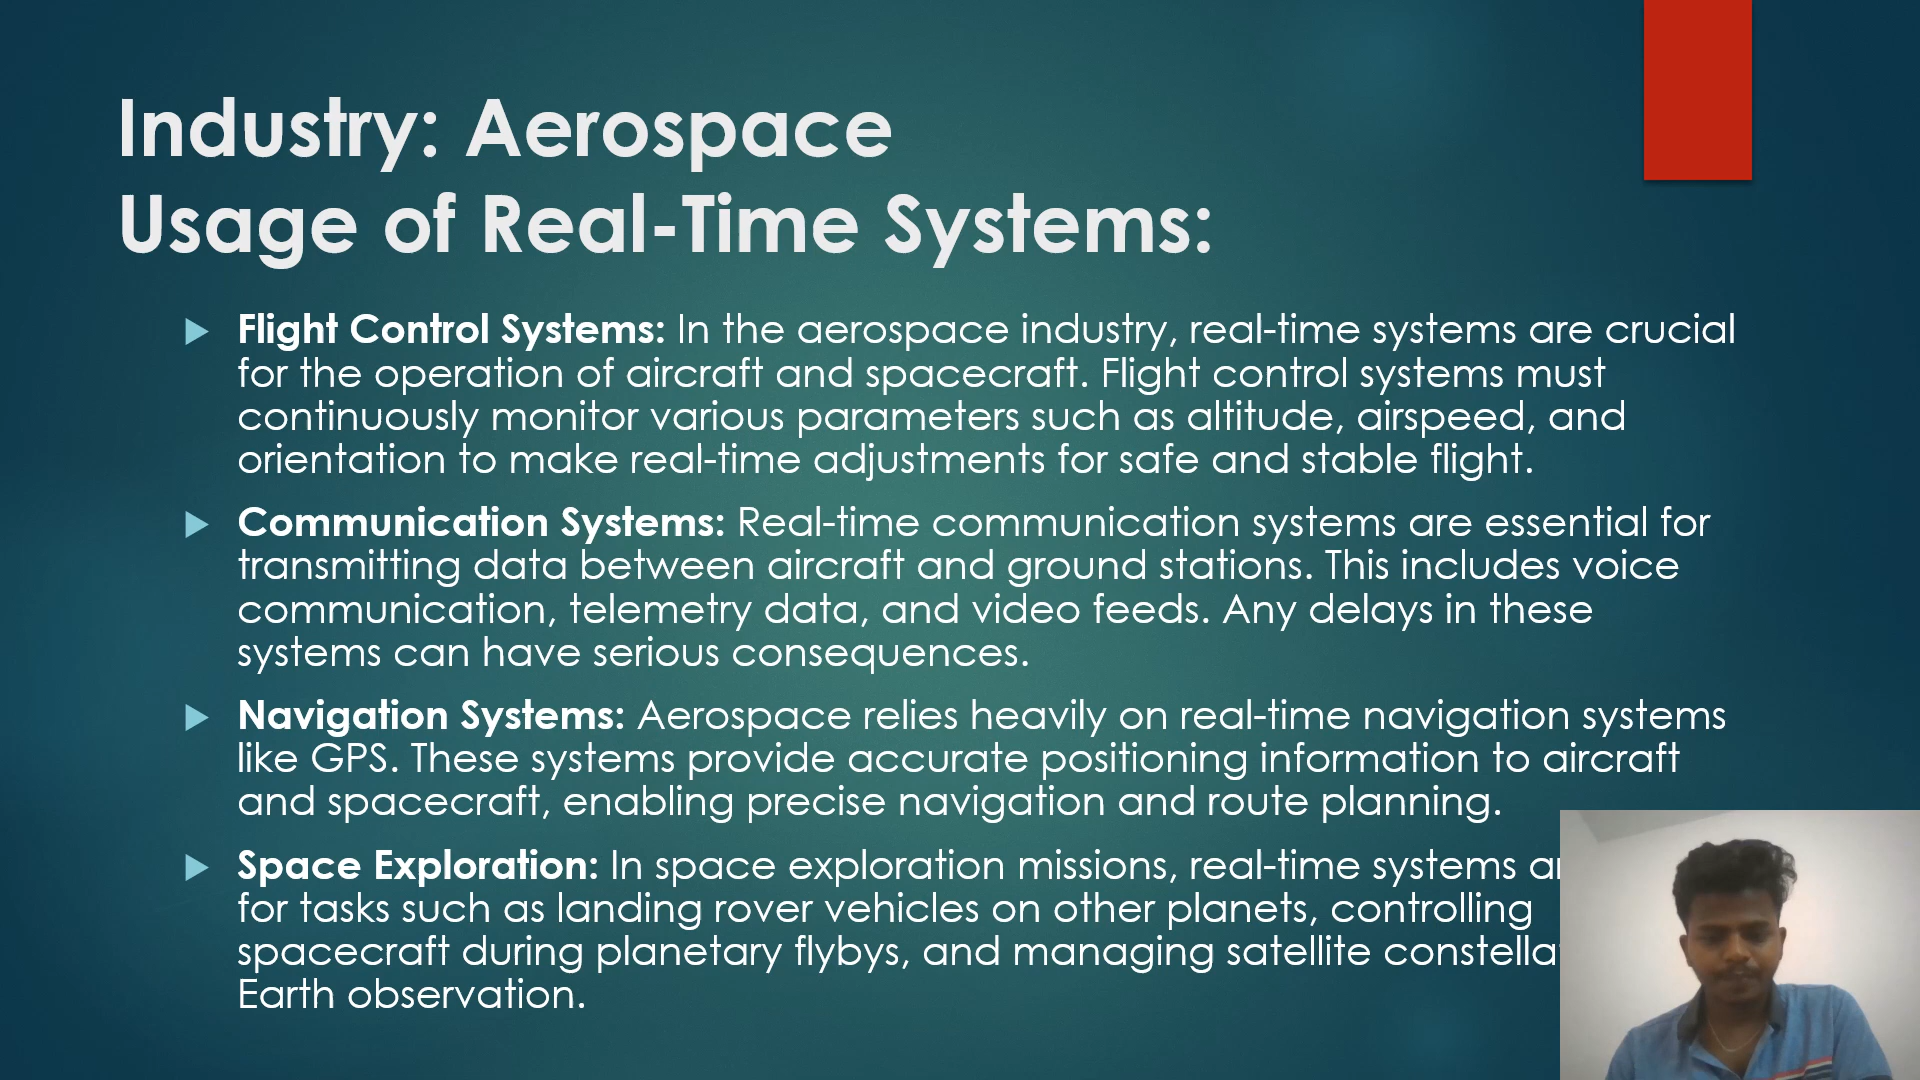 Industry: Aerospace
Usage of Real-Time Systems:
Flight Control Systems: In the aerospace industry, real-time systems are crucial
for the operation of aircraft and spacecraft. Flight control systems must
continuously monitor various parameters such as altitude, airspeed, and
orientation to make real-time adjustments for safe and stable flight.
Communication Systems: Real-time communication systems are essential for
transmitting data between aircraft and ground stations. This includes voice
communication, telemetry data, and video feeds. Any delays in these
systems can have serious consequences.
Navigation Systems: Aerospace relies heavily on real-time navigation systems
like GPS. These systems provide accurate positioning information to aircraft
and spacecraft, enabling precise navigation and route planning.
Space Exploration: In space exploration missions, real-time systems
for tasks such as landing rover vehicles on other planets, controlling
spacecraft during planetary flybys, and managing satellite
Earth observation.